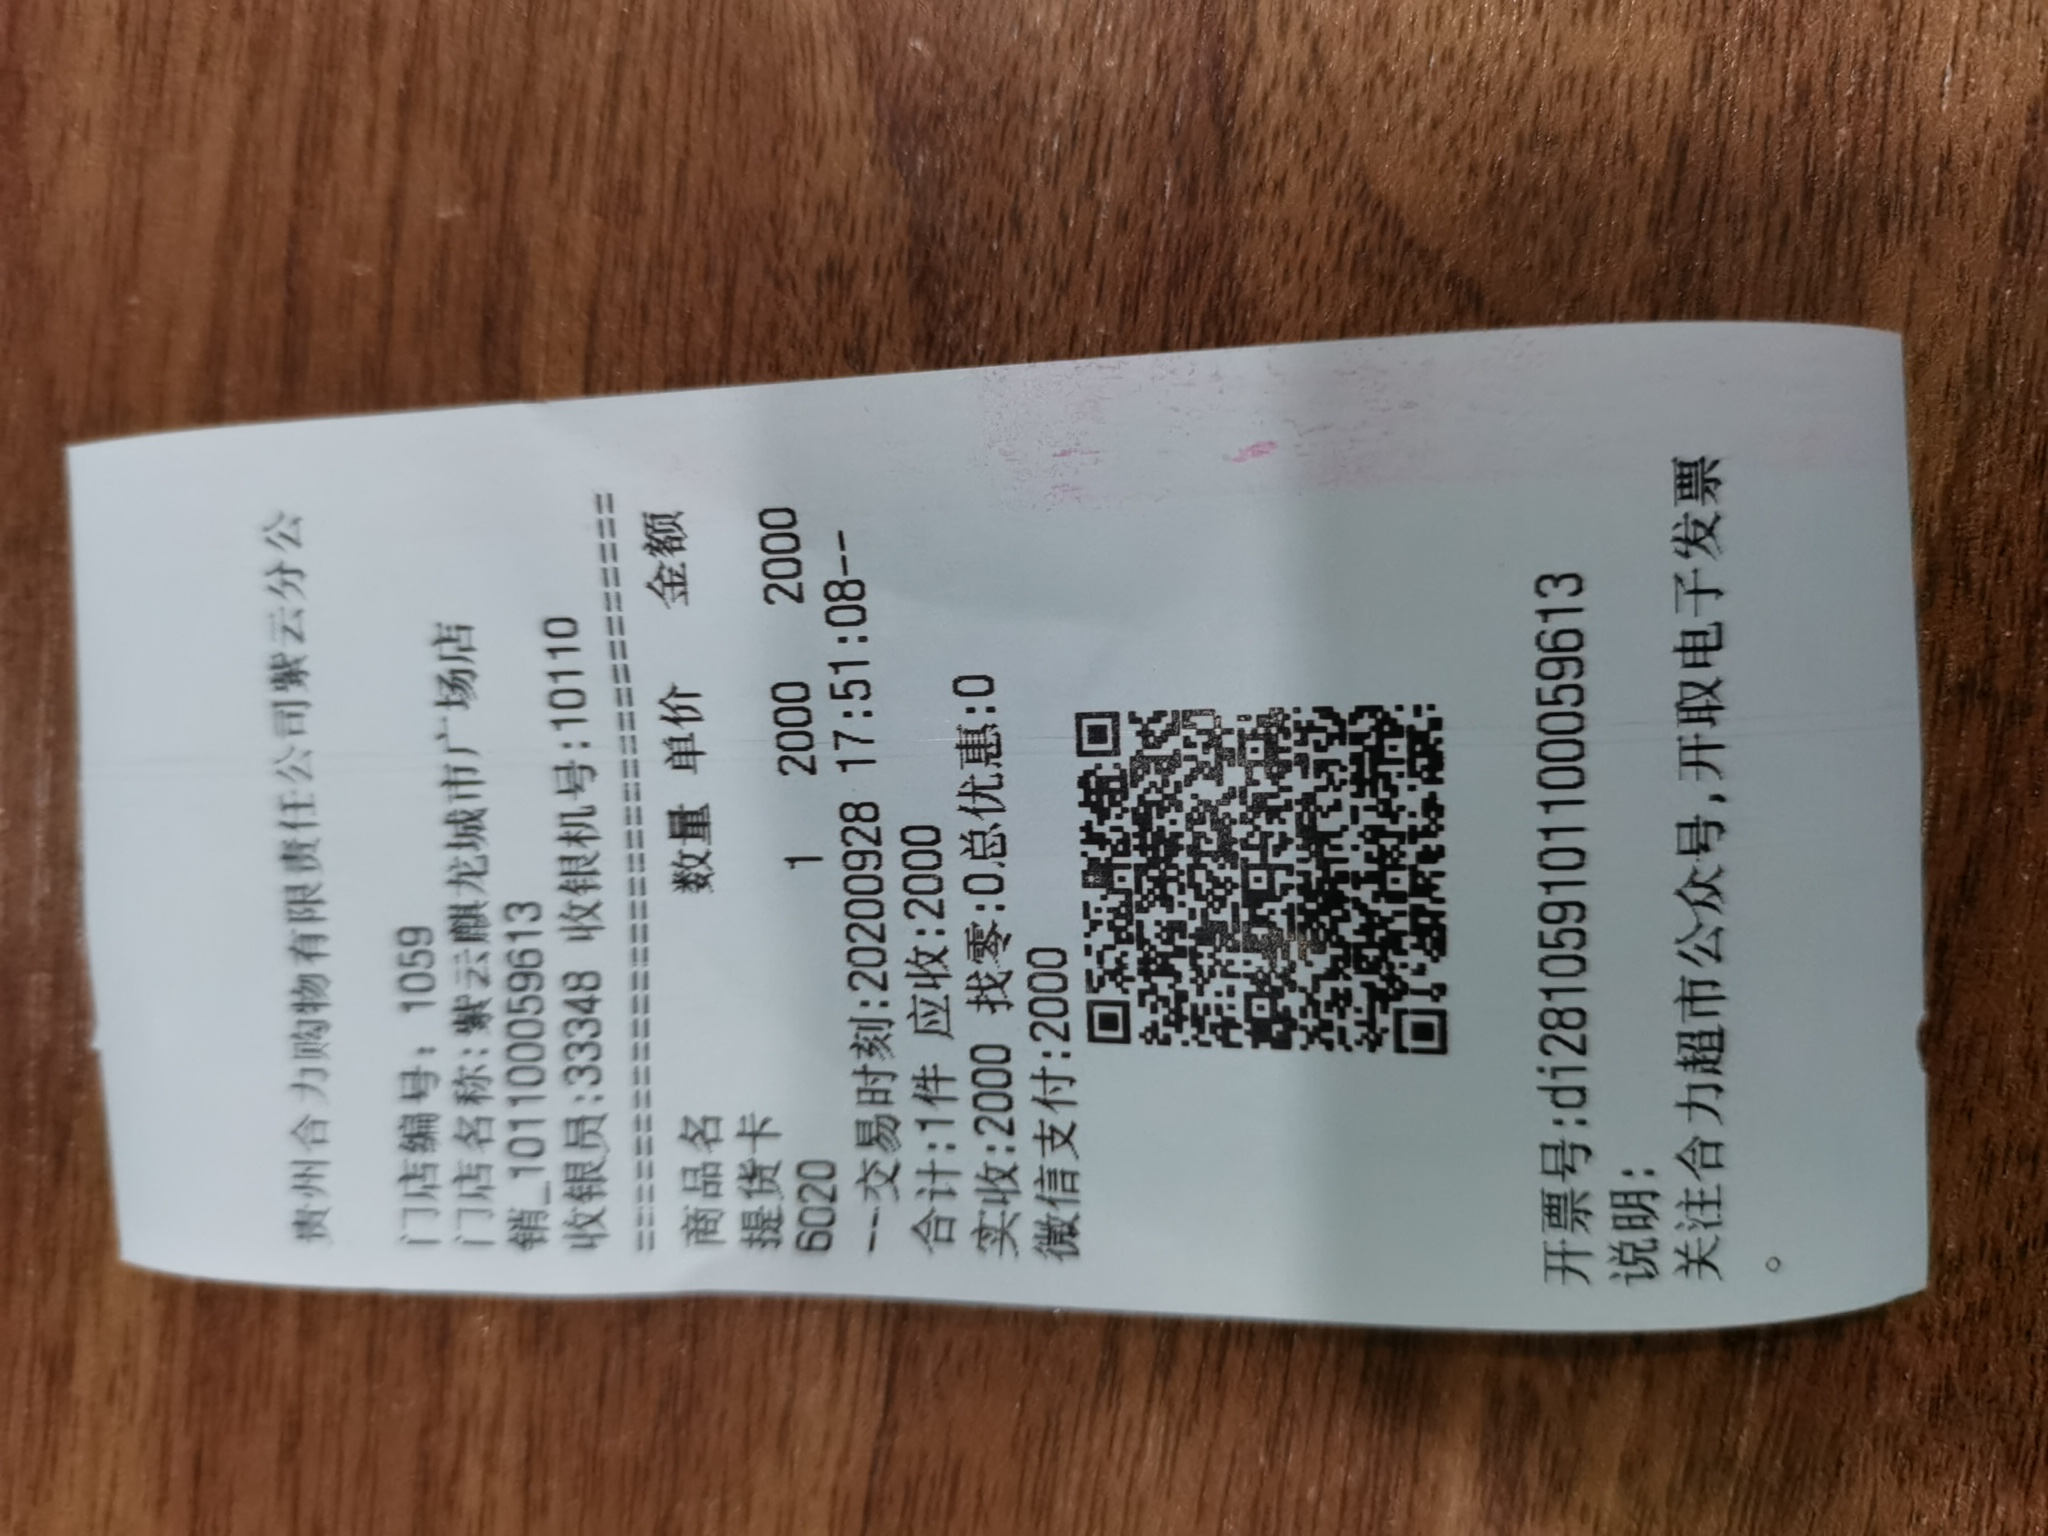 贵州合力购物有限责任公司紫云分公
门店编号: 1059
门店名称:紫云麒龙城市广场店
销_101100059613
收银员:33348 收银机号:10110
==================================
商品名 数量 单价 金额
提货卡 1 2000 2000
6020
--交易时刻:20200928 17:51:08--
合计:1件 应收:2000
实收:2000 找零:0总优惠:0
微信支付:2000
开票号:di281059101100059613
说明:
关注合力超市公众号,开取电子发票
。